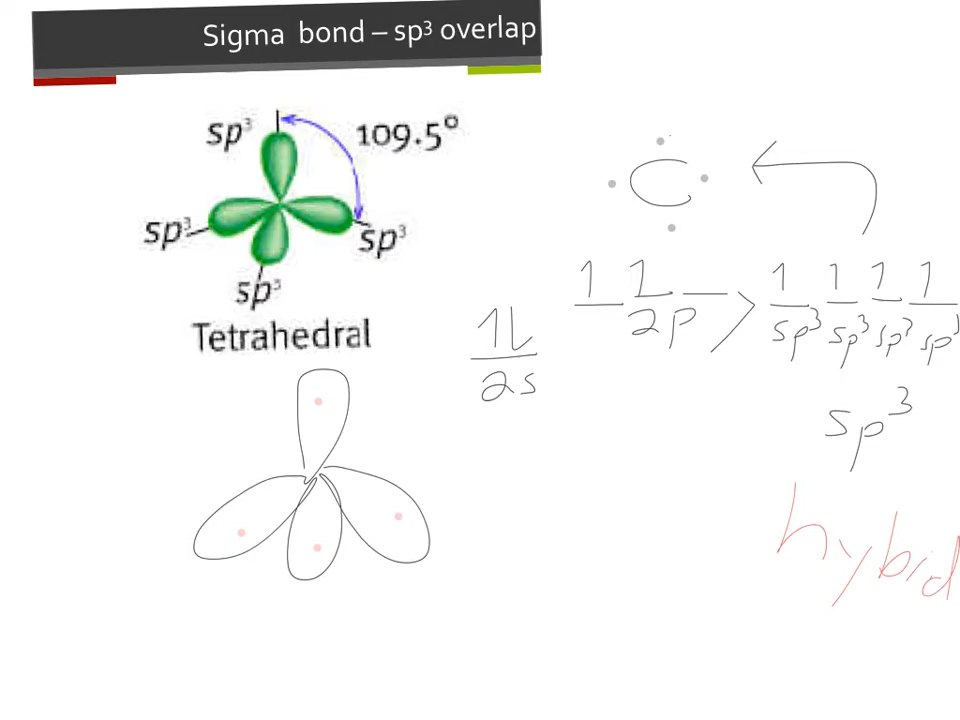 Sigma bond – sp³ overlap
sp³
109.5°
sp³
sp³
sp³
Tetrahedral
C
1 1
2p
1l
2s
1 1 1 1
sp³ sp³ sp³ sp³
sp³
hybrid